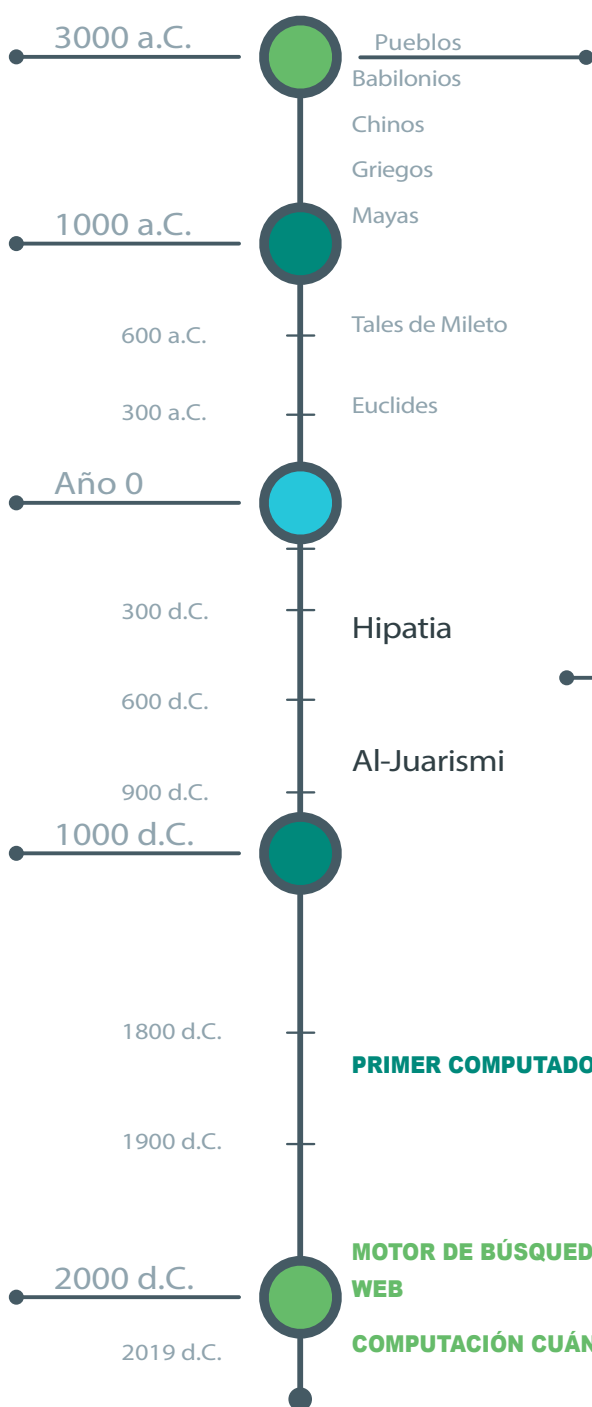 3000 a.C.
Pueblos
Babilonios
Chinos
Griegos
Mayas
1000 a.C.
600 a.C.
Tales de Mileto
300 a.C.
Euclides
Año 0
300 d.C.
Hipatia
600 d.C.
Al-Juarismi
900 d.C.
1000 d.C.
1800 d.C.
PRIMER COMPUTADO
1900 d.C.
MOTOR DE BÚSQUED
WEB
2000 d.C.
COMPUTACIÓN CUÁN
2019 d.C.